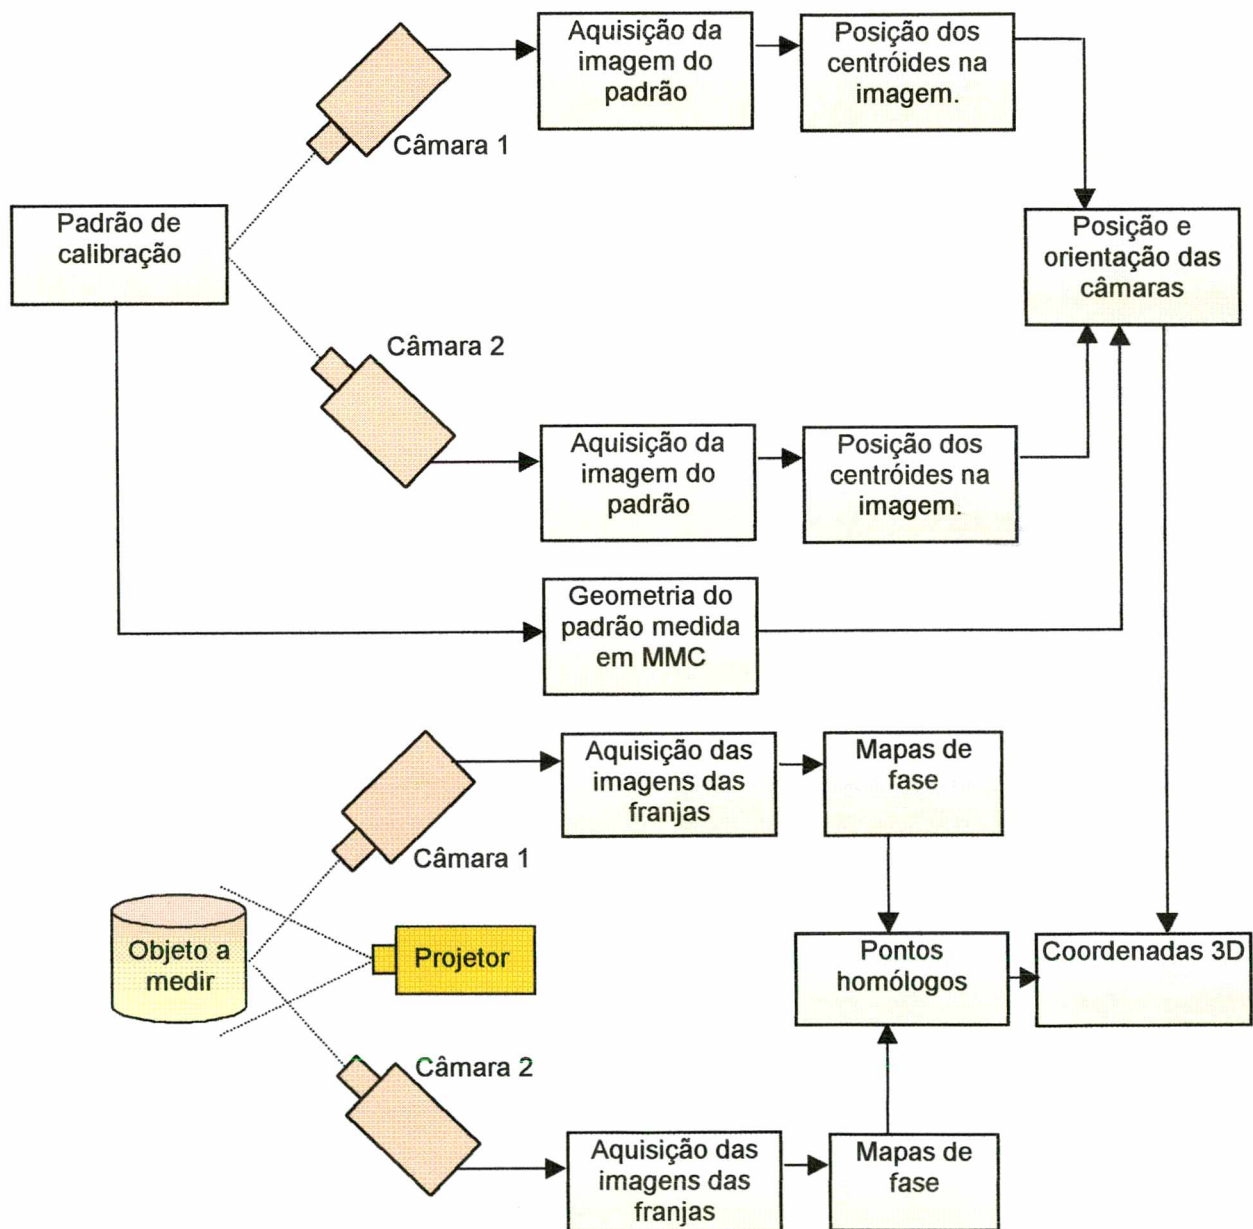 Aquisição da
imagem do
padrão
Posição dos
centróides na
imagem.
Câmara 1
Padrão de
calibração
Posição e
orientação das
câmaras
Câmara 2
Aquisição da
imagem do
padrão
Posição dos
centróides na
imagem.
Geometria do
padrão medida
em MMC
Aquisição das
imagens das
franjas
Mapas de
fase
Câmara 1
Objeto a
medir
Projetor
Pontos
homólogos
Coordenadas 3D
Câmara 2
Aquisição das
imagens das
franjas
Mapas de
fase